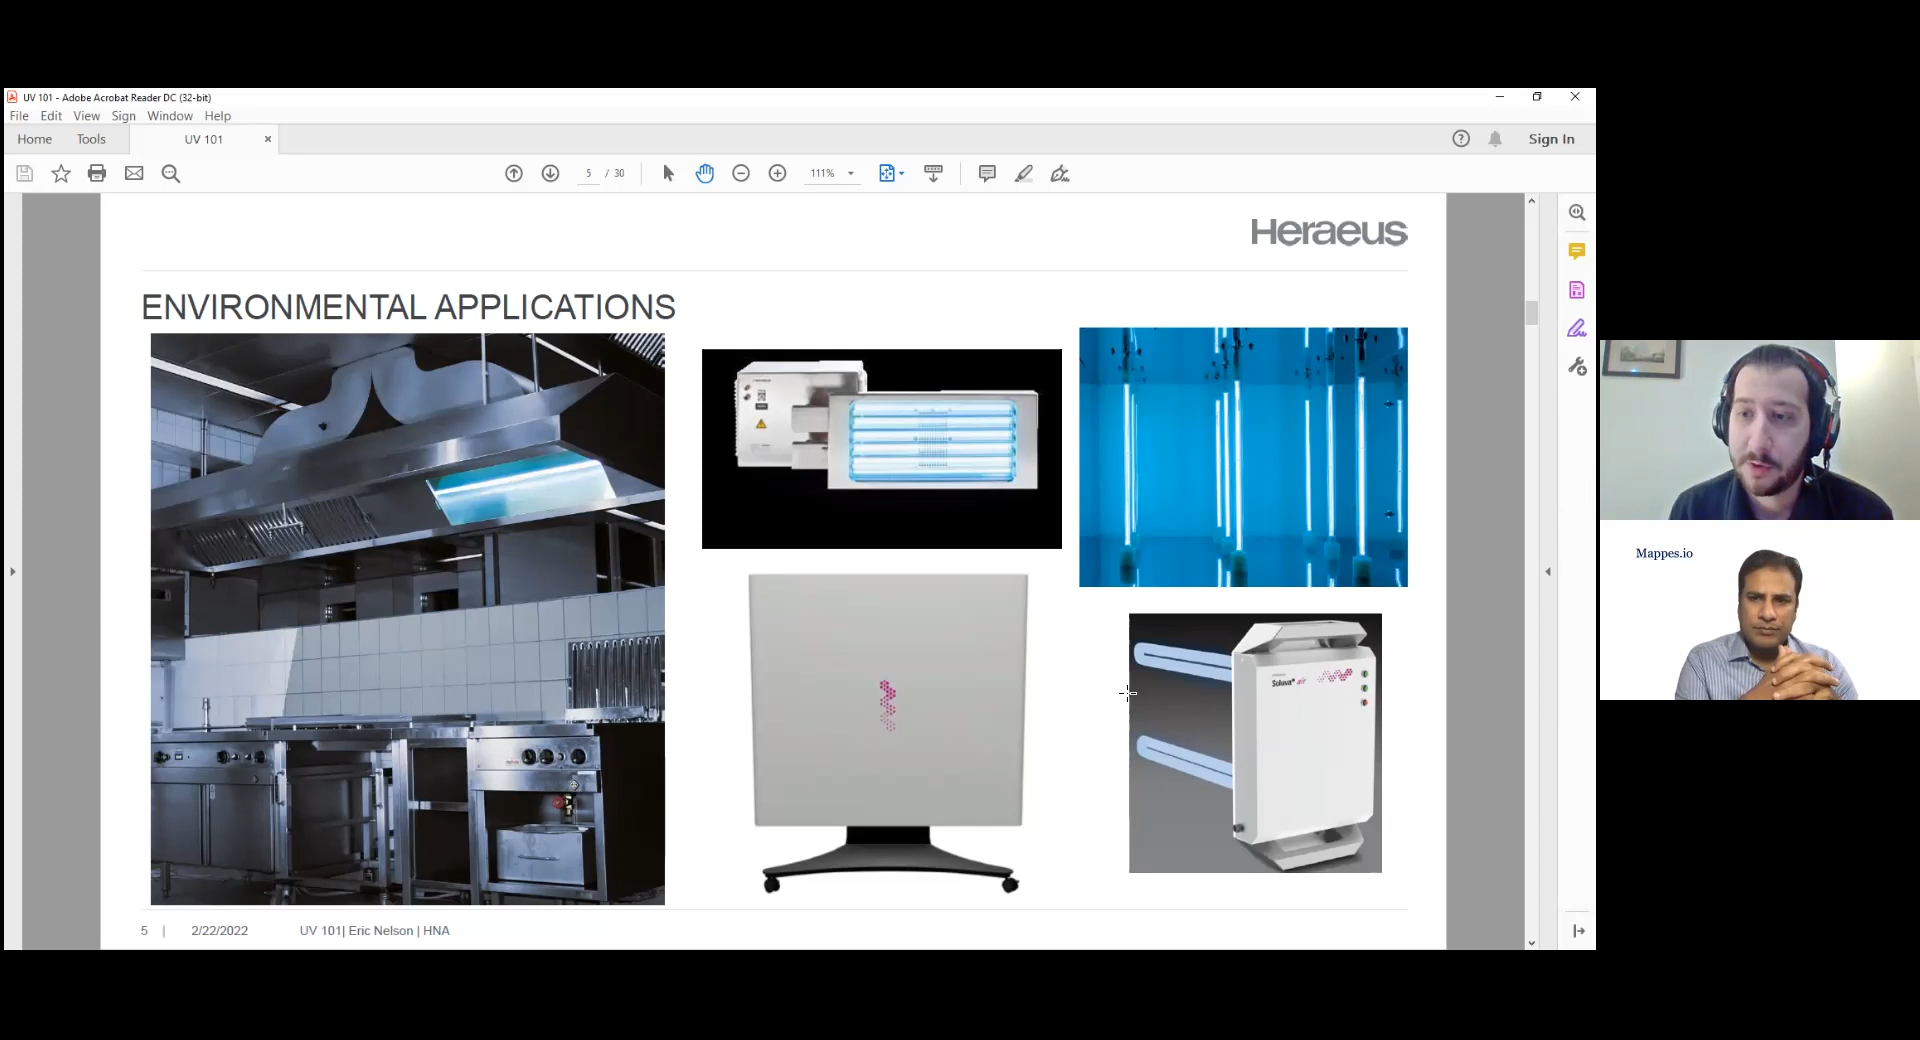 UV 101 - Adobe Acrobat Reader DC (32-bit)
File Edit View Sign Window Help
Home Tools UV 101 Sign In
5 / 30 111%
Heraeus
ENVIRONMENTAL APPLICATIONS
Mappes.io
Soluva® air
5 | 2/22/2022 UV 101| Eric Nelson | HNA